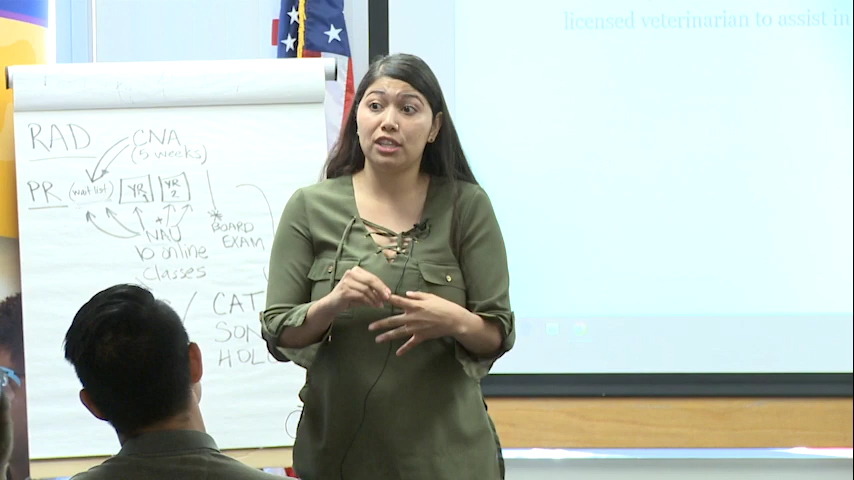 licensed veterinarian to assist in
RAD
CNA
(5 weeks)
PR (wait list) YR 1 YR 2
* BOARD
EXAM
NAU
10 online
classes
CAT
SON
HOL